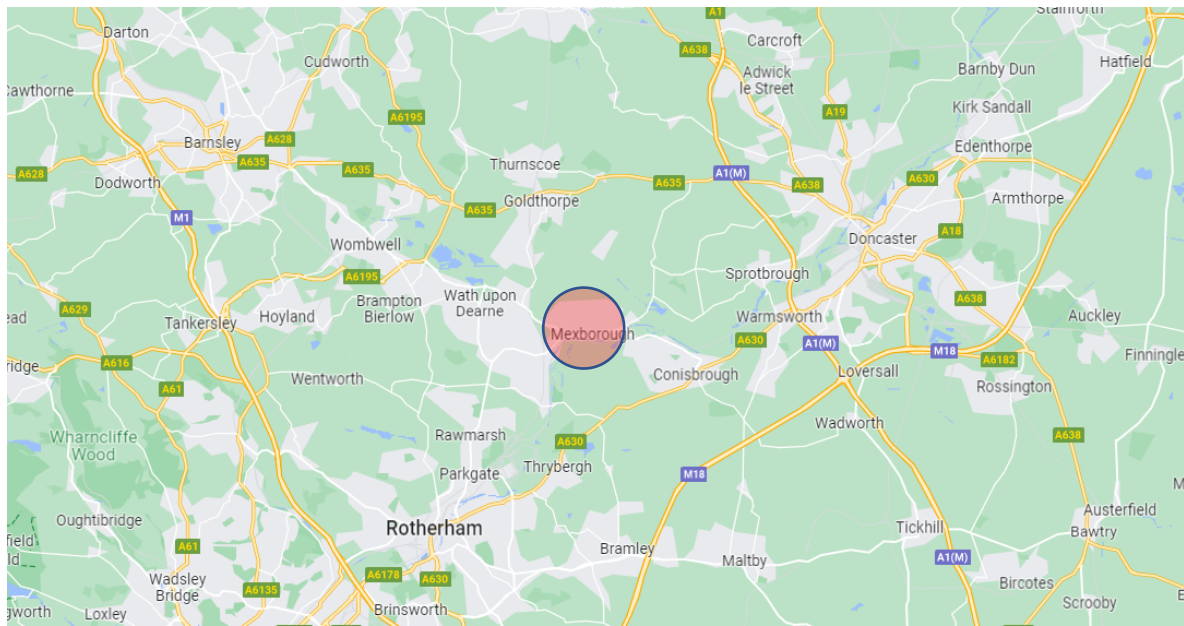 Darton
A1
Stainforth
Cudworth
A638
Carcroft
Hatfield
Cawthorne
Adwick
le Street
Barnby Dun
A6195
A19
Kirk Sandall
Barnsley
A628
Edenthorpe
A628
A635
A635
Thurnscoe
A1(M)
A630
Dodworth
A635
A638
Armthorpe
M1
A635
Goldthorpe
A18
Wombwell
Doncaster
A6195
Sprotbrough
Brampton
Bierlow
Wath upon
Dearne
A638
A629
Tankersley
Hoyland
Warmsworth
Auckley
ead
Mexborough
A630
A1(M)
M18
A6182
Finningle
ridge
A616
Wentworth
Conisbrough
Loversall
Rossington
A61
Wadworth
Wharncliffe
Wood
Rawmarsh
A630
A638
Parkgate
Thrybergh
M18
M
Oughtibridge
Rotherham
Tickhill
Austerfield
Bawtry
field
ld
A61
Bramley
Maltby
A1(M)
Wadsley
Bridge
A6135
A6178
A630
Bircotes
gworth
Loxley
Brinsworth
Scrooby
E